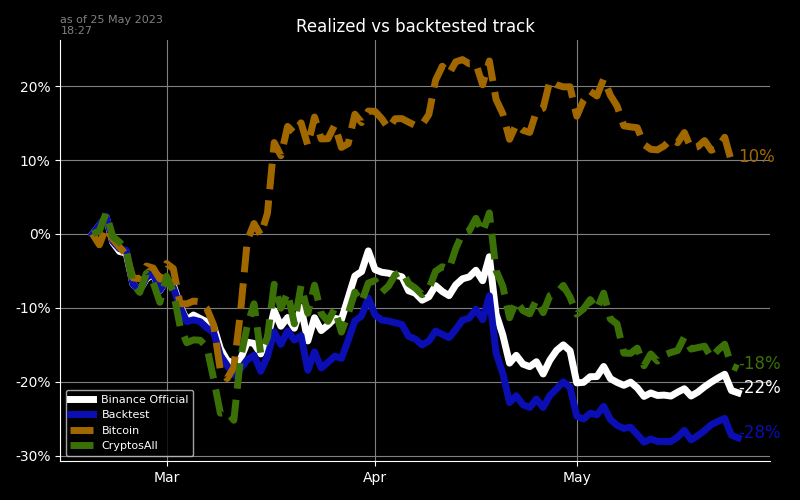 as of 25 May 2023
18:27
Realized vs backtested track
20%
10%
0%
-10%
-20%
-30%
10%
-18%
-22%
-28%
Binance Official
Backtest
Bitcoin
CryptosAll
Mar
Apr
May